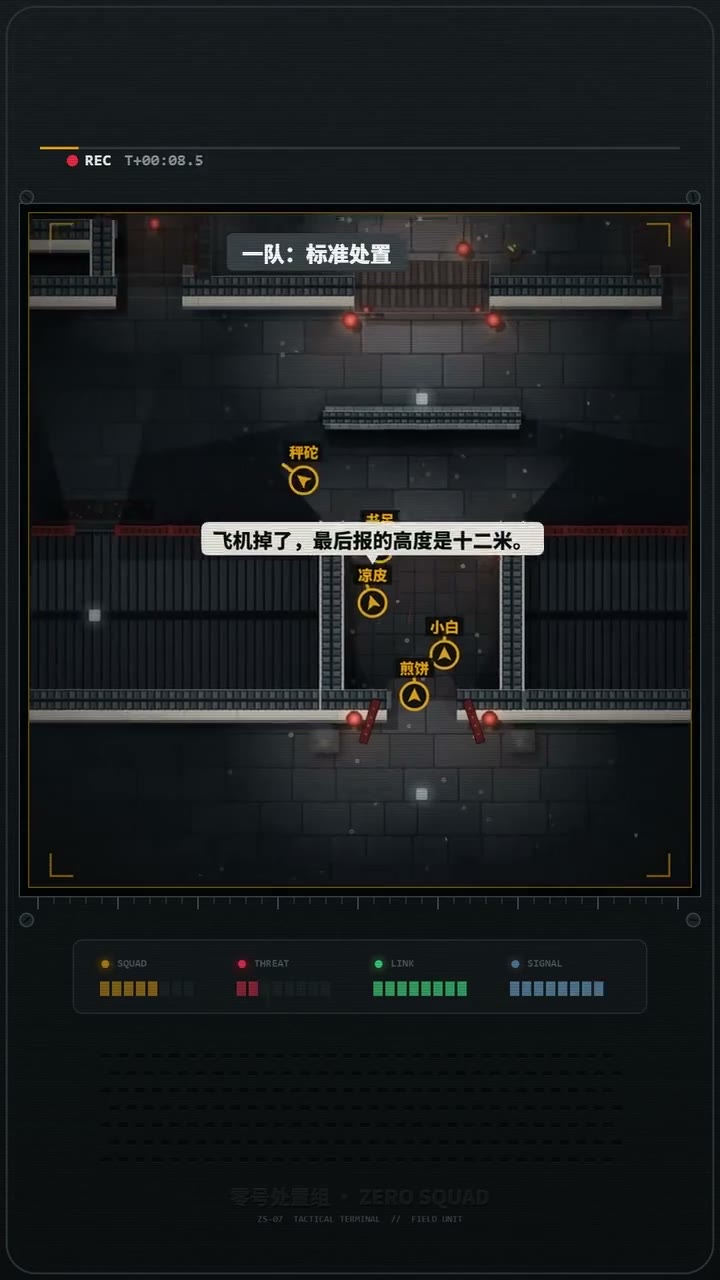 REC T+00:08.5
一队：标准处置
秤砣
飞机掉了，最后报的高度是十二米。
凉皮
小白
煎饼
SQUAD THREAT LINK SIGNAL
零号处置组 · ZERO SQUAD
ZS-07 TACTICAL TERMINAL // FIELD UNIT